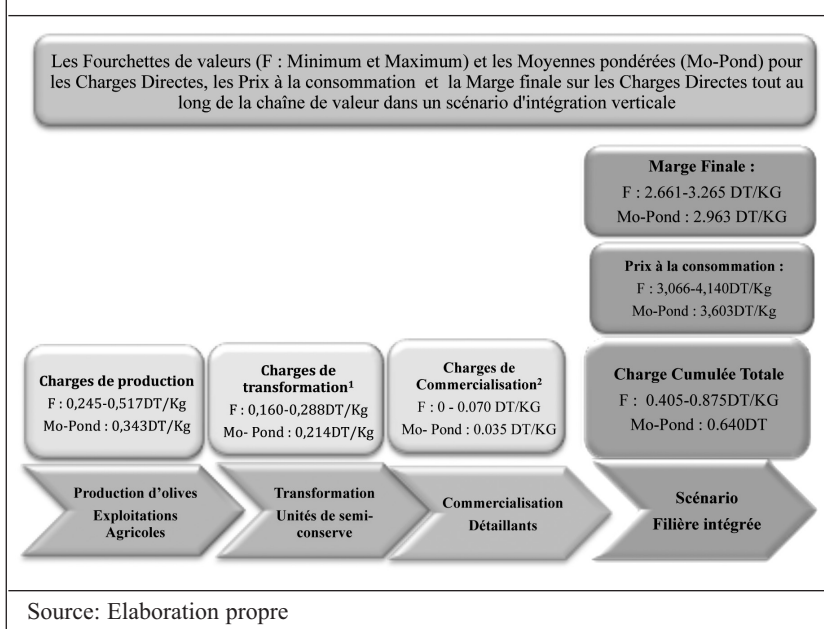 Les Fourchettes de valeurs (F : Minimum et Maximum) et les Moyennes pondérées (Mo-Pond) pour
les Charges Directes, les Prix à la consommation et la Marge finale sur les Charges Directes tout au
long de la chaîne de valeur dans un scénario d'intégration verticale
Marge Finale :
F : 2.661-3.265 DT/KG
Mo-Pond : 2.963 DT/KG
Prix à la consommation :
F : 3,066-4,140DT/Kg
Mo-Pond : 3,603DT/Kg
Charges de production
F : 0,245-0,517DT/Kg
Mo-Pond : 0,343DT/Kg
Charges de
transformation¹
F : 0,160-0,288DT/Kg
Mo- Pond : 0,214DT/Kg
Charges de
Commercialisation²
F : 0 - 0.070 DT/KG
Mo- Pond : 0.035 DT/KG
Charge Cumulée Totale
F : 0.405-0.875DT/KG
Mo-Pond : 0.640DT
Production d'olives
Exploitations
Agricoles
Transformation
Unités de semi-
conserve
Commercialisation
Détaillants
Scénario
Filière intégrée
Source: Elaboration propre